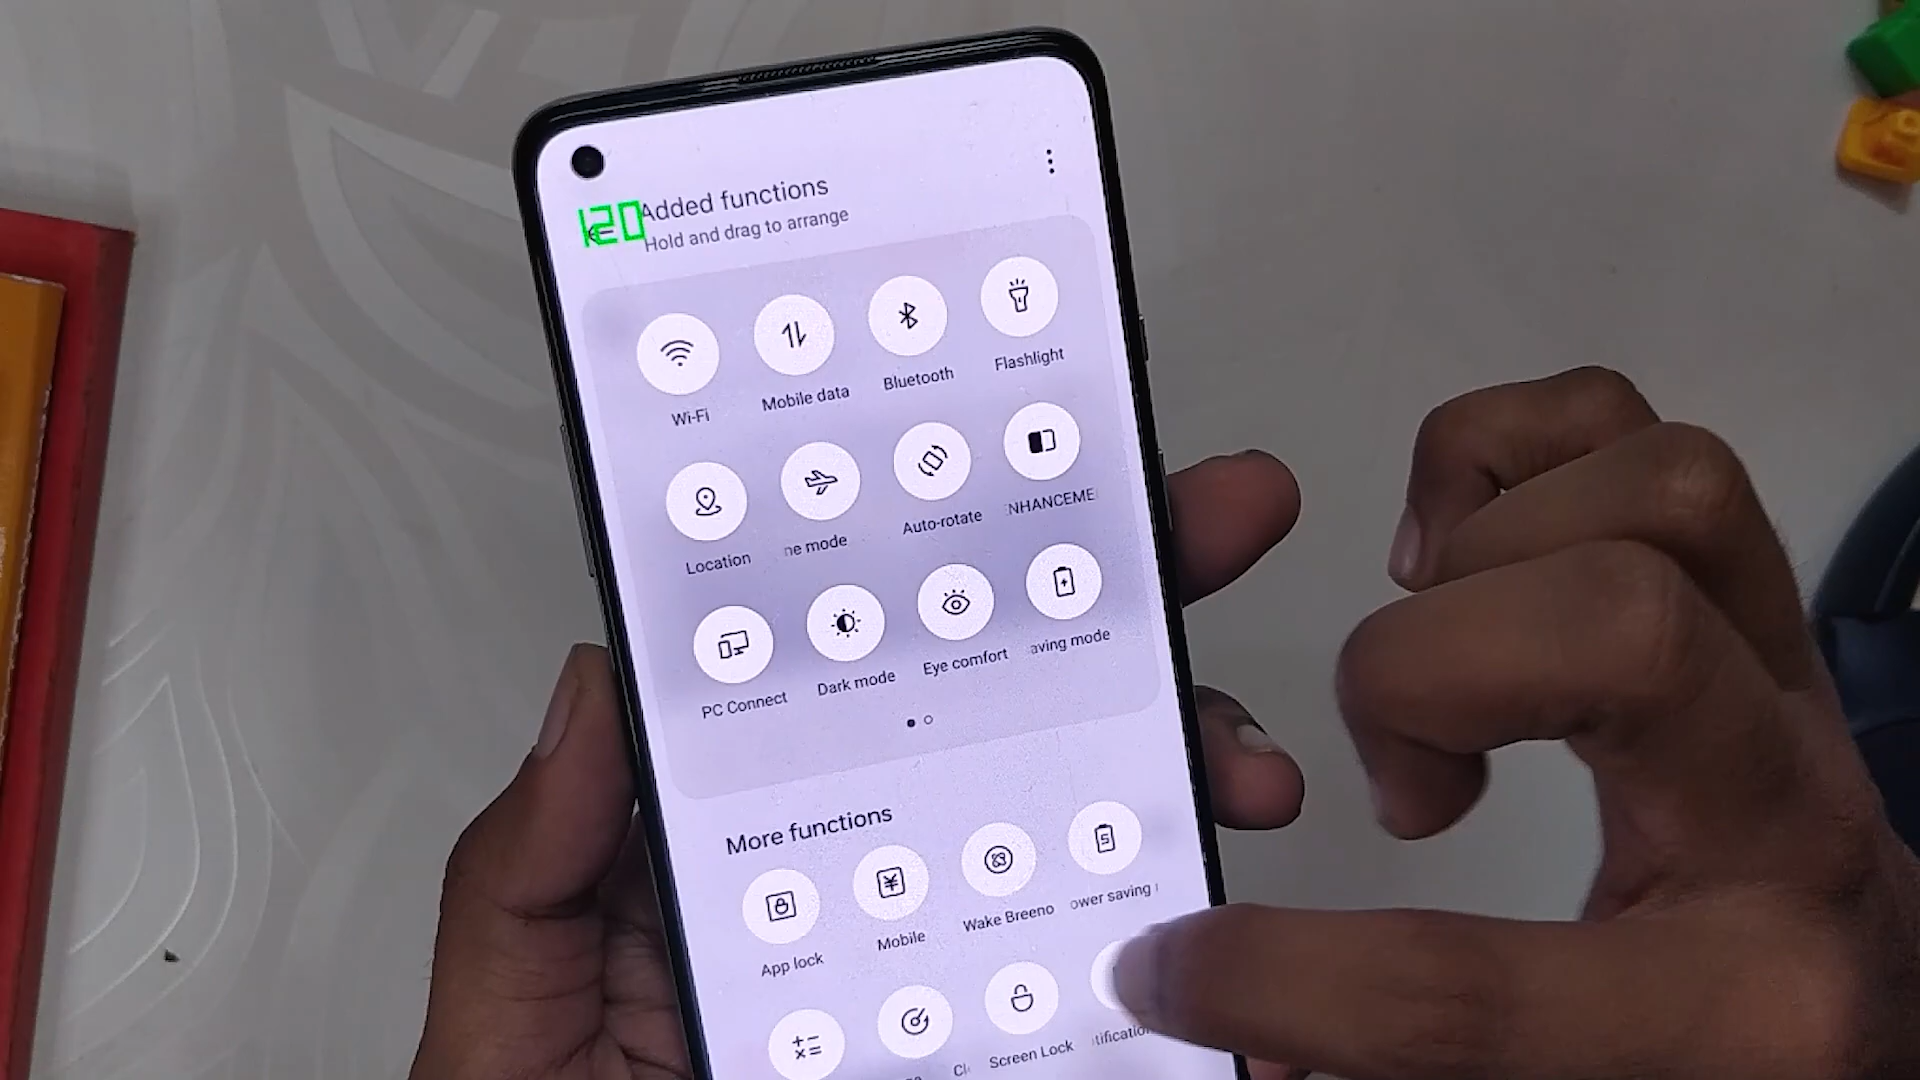 120
Added functions
Hold and drag to arrange
Wi-Fi
Mobile data
Bluetooth
Flashlight
Location
ne mode
Auto-rotate
NHANCEME
PC Connect
Dark mode
Eye comfort
aving mode
More functions
App lock
Mobile
Wake Breeno
ower saving
Screen Lock
tification